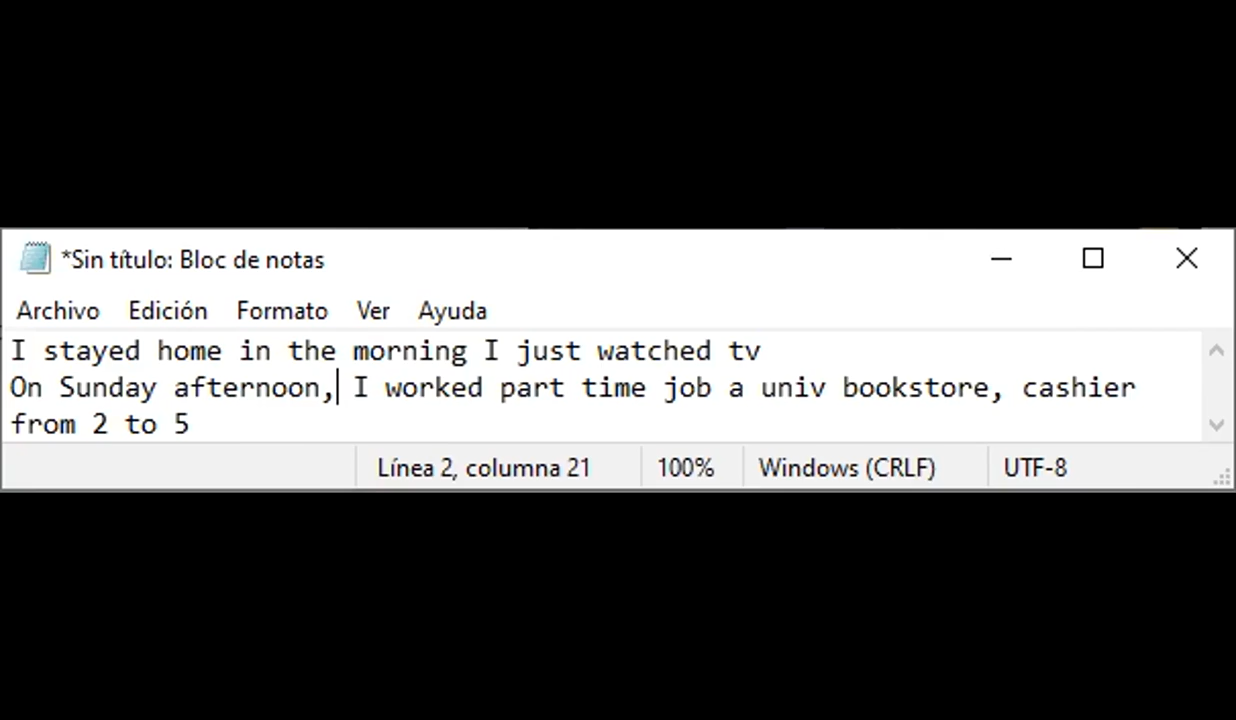 *Sin título: Bloc de notas
Archivo Edición Formato Ver Ayuda
I stayed home in the morning I just watched tv
On Sunday afternoon, I worked part time job a univ bookstore, cashier
from 2 to 5
Línea 2, columna 21 100% Windows (CRLF) UTF-8